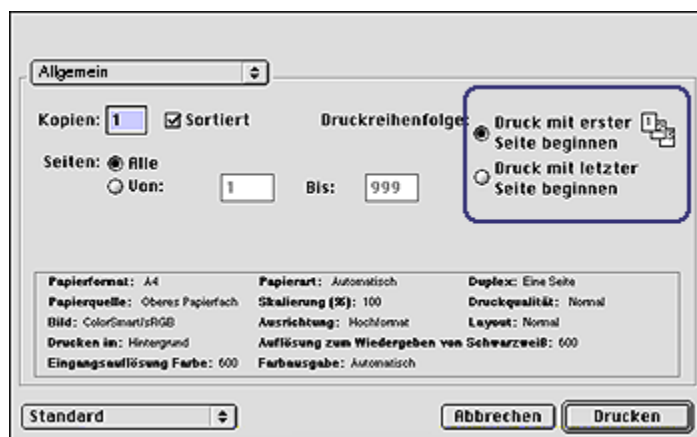 Allgemein
Kopien: 1 Sortiert Druckreihenfolge: Druck mit erster
Seite beginnen
1 2 3
Seiten: Alle Druck mit letzter
Von: 1 Bis: 999 Seite beginnen
Papierformat: A4 Papierart: Automatisch Duplex: Eine Seite
Papierquelle: Oberes Papierfach Skalierung (%): 100 Druckqualität: Normal
Bild: ColorSmart/sRGB Ausrichtung: Hochformat Layout: Normal
Drucken im: Hintergrund Auflösung zum Wiedergeben von Schwarzweiß: 600
Eingangsauflösung Farbe: 600 Farbausgabe: Automatisch
Standard Abbrechen Drucken